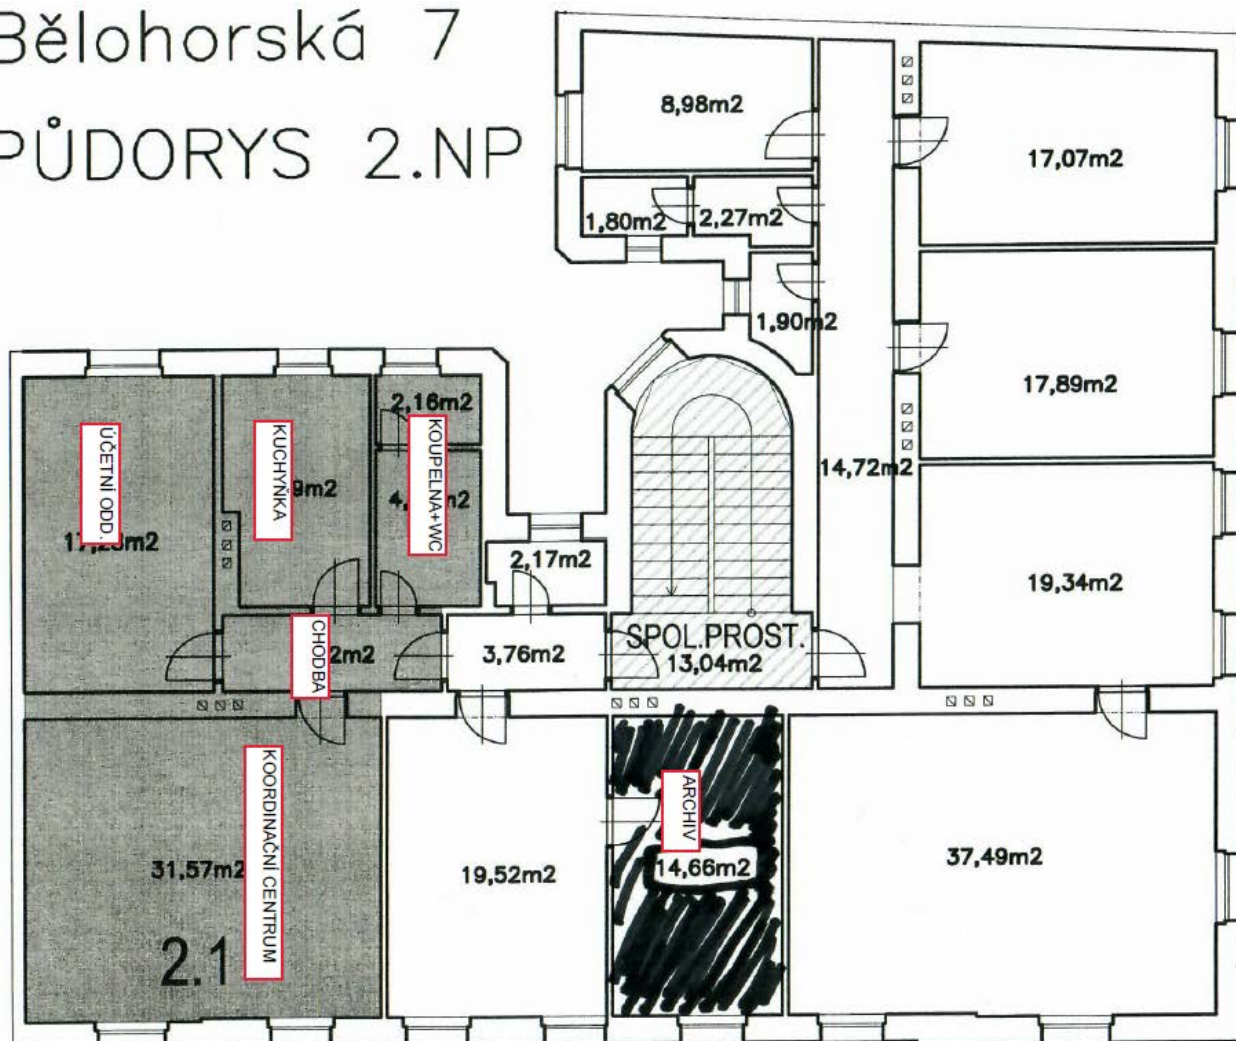 Bělohorská 7
PŮDORYS 2.NP
8,98m2
17,07m2
1,80m2
2,27m2
1,90m2
17,89m2
2,16m2
ÚČETNÍ ODD.
KUCHYŇKA
KOUPELNA+WC
14,72m2
2,17m2
19,34m2
CHODBA
2m2
3,76m2
SPOL.PROST.
13,04m2
ARCHIV
KOORDINAČNÍ CENTRUM
31,57m2
19,52m2
14,66m2
37,49m2
2.1